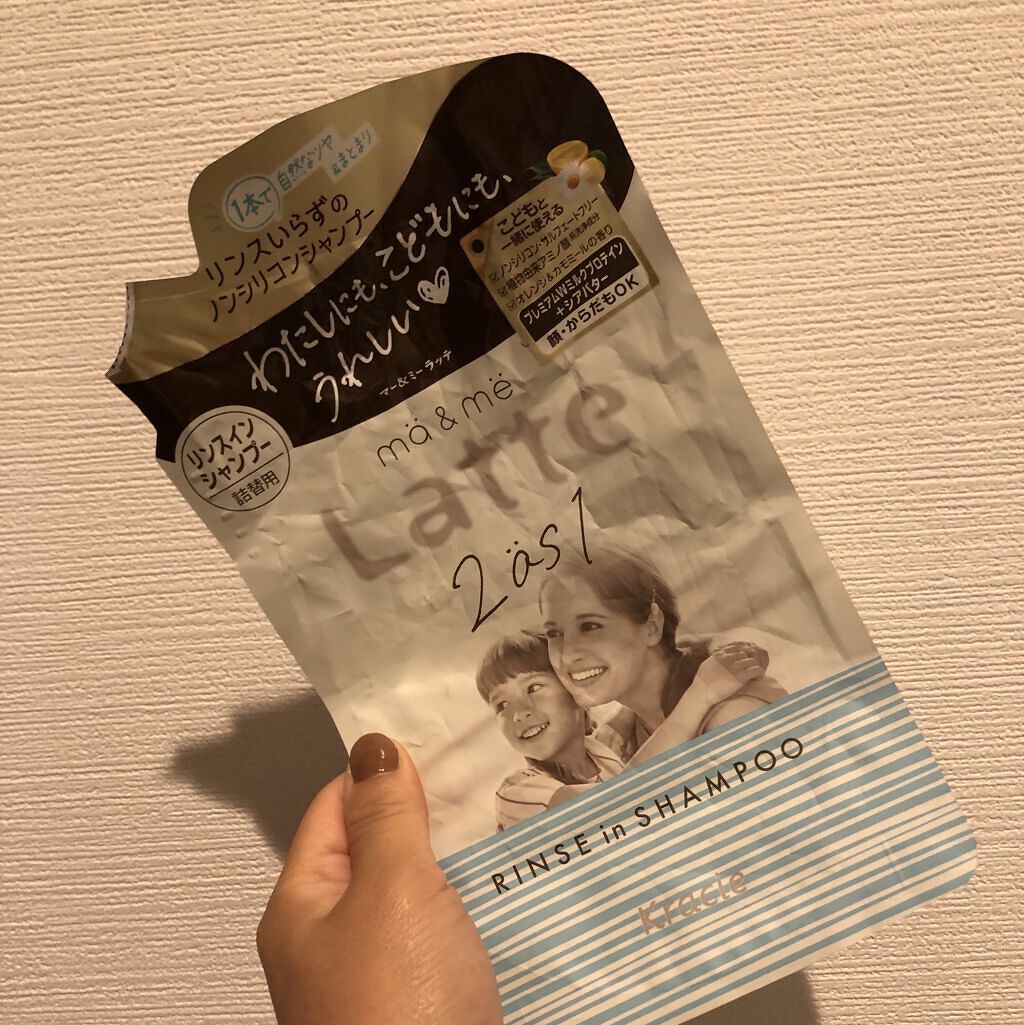 1本で
自然なツヤ
&まとまり
リンスいらずの
ノンシリコンシャンプー
わたしにも、こどもにも、
うれしい♡
マー&ミー ラッテ
こどもと
一緒に使える
ノンシリコン・サルフェートフリー
植物由来アミノ酸系洗浄成分
オレンジ&カモミールの香り
プレミアムWミルクプロテイン
+シアバター
顔・からだもOK
リンスイン
シャンプー
詰替用
mä & më
Latte
2äs1
RINSE in SHAMPOO
Kracie